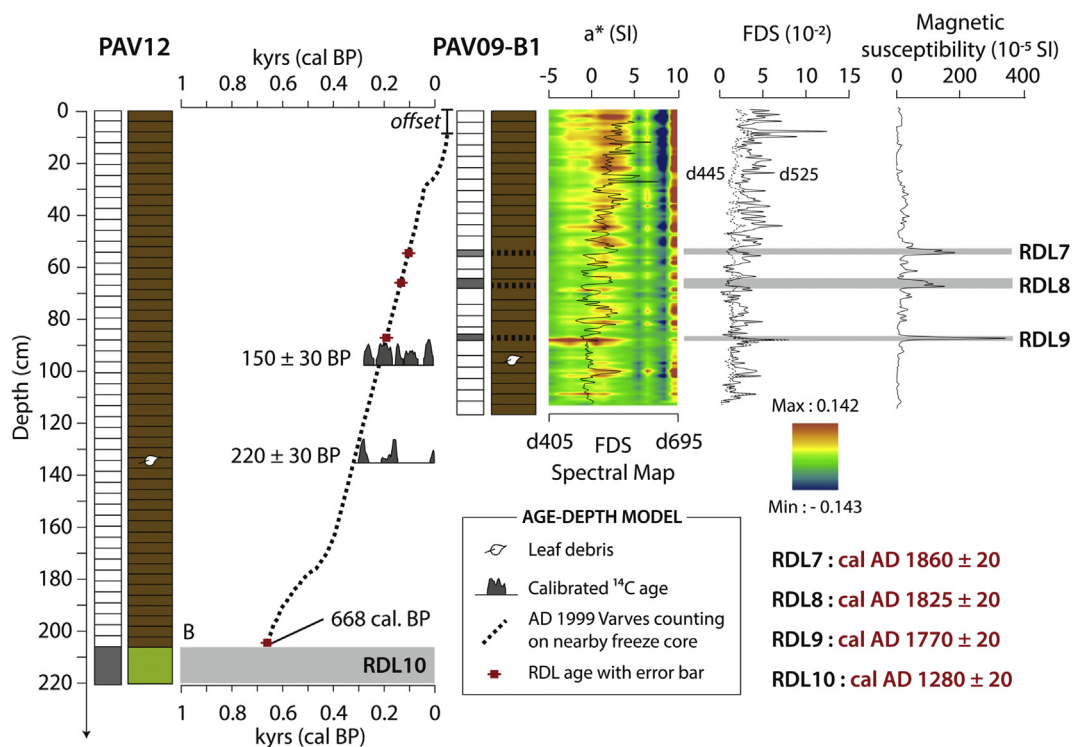 PAV12
kyrs (cal BP)
1 0.8 0.6 0.4 0.2 0
PAV09-B1
a* (SI)
-5 0 5 10
FDS (10⁻²)
0 5 10 15
Magnetic
susceptibility (10⁻⁵ SI)
0 200 400
Depth (cm)
0
20
40
60
80
100
120
140
160
180
200
220
offset
d445
d525
RDL7
RDL8
RDL9
150 ± 30 BP
220 ± 30 BP
668 cal. BP
B
RDL10
1 0.8 0.6 0.4 0.2 0
kyrs (cal BP)
d405 FDS d695
Spectral Map
Max : 0.142
Min : - 0.143
AGE-DEPTH MODEL
Leaf debris
Calibrated ¹⁴C age
AD 1999 Varves counting
on nearby freeze core
RDL age with error bar
RDL7 : cal AD 1860 ± 20
RDL8 : cal AD 1825 ± 20
RDL9 : cal AD 1770 ± 20
RDL10 : cal AD 1280 ± 20